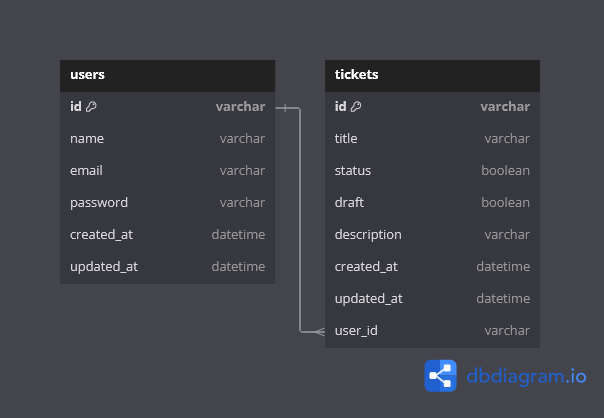 users
id varchar
name varchar
email varchar
password varchar
created_at datetime
updated_at datetime
tickets
id varchar
title varchar
status boolean
draft boolean
description varchar
created_at datetime
updated_at datetime
user_id varchar
dbdiagram.io